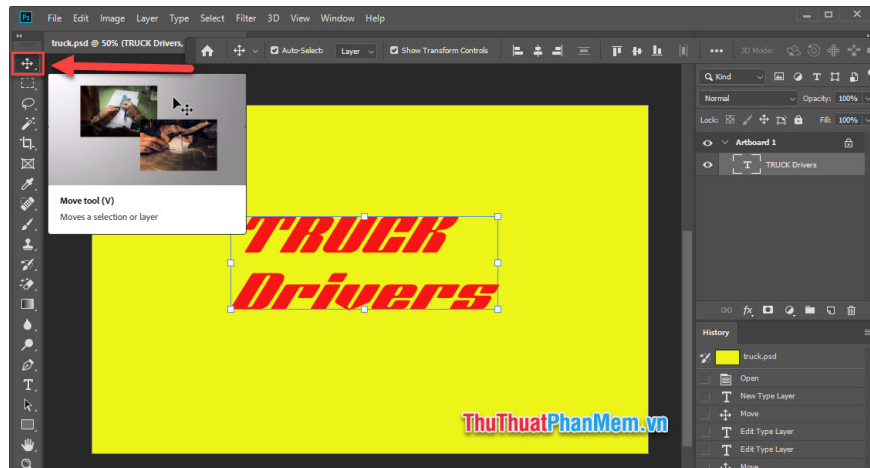 Ps File Edit Image Layer Type Select Filter 3D View Window Help
truck.psd @ 50% (TRUCK Drivers,
Auto-Select: Layer Show Transform Controls 3D Mode:
Move tool (V)
Moves a selection or layer
TRUCK
Drivers
ThuThuatPhanMem.vn
Kind
Normal Opacity: 100%
Lock: Fill: 100%
Artboard 1
T TRUCK Drivers
fx
History
truck.psd
Open
T New Type Layer
Move
T Edit Type Layer
T Edit Type Layer
Move